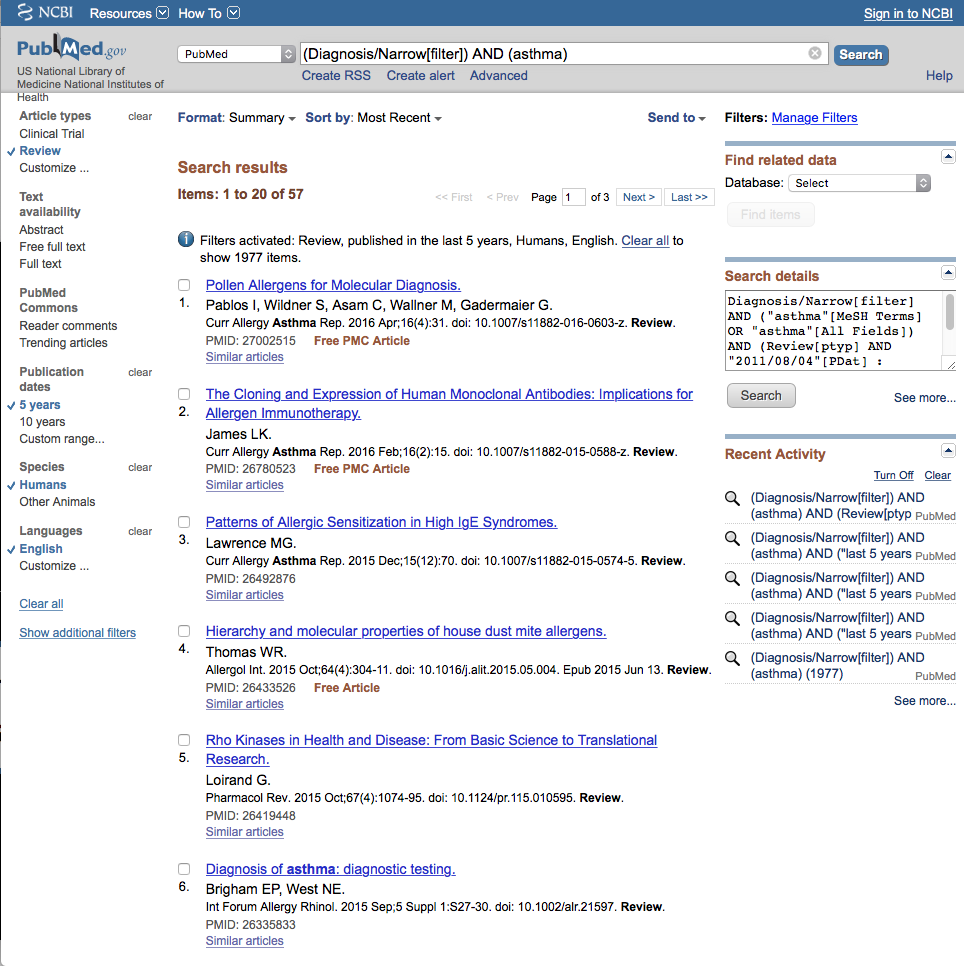 NCBI Resources How To Sign in to NCBI
PubMed.gov
US National Library of
Medicine National Institutes of
Health
PubMed
(Diagnosis/Narrow[filter]) AND (asthma)
Search
Create RSS Create alert Advanced
Help
Article types clear
Clinical Trial
Review
Customize ...
Text
availability
Abstract
Free full text
Full text
PubMed
Commons
Reader comments
Trending articles
Publication clear
dates
5 years
10 years
Custom range...
Species clear
Humans
Other Animals
Languages clear
English
Customize ...
Clear all
Show additional filters
Format: Summary Sort by: Most Recent Send to
Search results
Items: 1 to 20 of 57
<< First < Prev Page 1 of 3 Next > Last >>
Filters activated: Review, published in the last 5 years, Humans, English. Clear all to
show 1977 items.
Pollen Allergens for Molecular Diagnosis.
1. Pablos I, Wildner S, Asam C, Wallner M, Gadermaier G.
Curr Allergy Asthma Rep. 2016 Apr;16(4):31. doi: 10.1007/s11882-016-0603-z. Review.
PMID: 27002515 Free PMC Article
Similar articles
The Cloning and Expression of Human Monoclonal Antibodies: Implications for
2. Allergen Immunotherapy.
James LK.
Curr Allergy Asthma Rep. 2016 Feb;16(2):15. doi: 10.1007/s11882-015-0588-z. Review.
PMID: 26780523 Free PMC Article
Similar articles
Patterns of Allergic Sensitization in High IgE Syndromes.
3. Lawrence MG.
Curr Allergy Asthma Rep. 2015 Dec;15(12):70. doi: 10.1007/s11882-015-0574-5. Review.
PMID: 26492876
Similar articles
Hierarchy and molecular properties of house dust mite allergens.
4. Thomas WR.
Allergol Int. 2015 Oct;64(4):304-11. doi: 10.1016/j.alit.2015.05.004. Epub 2015 Jun 13. Review.
PMID: 26433526 Free Article
Similar articles
Rho Kinases in Health and Disease: From Basic Science to Translational
5. Research.
Loirand G.
Pharmacol Rev. 2015 Oct;67(4):1074-95. doi: 10.1124/pr.115.010595. Review.
PMID: 26419448
Similar articles
Diagnosis of asthma: diagnostic testing.
6. Brigham EP, West NE.
Int Forum Allergy Rhinol. 2015 Sep;5 Suppl 1:S27-30. doi: 10.1002/alr.21597. Review.
PMID: 26335833
Similar articles
Filters: Manage Filters
Find related data
Database: Select
Find items
Search details
Diagnosis/Narrow[filter]
AND ("asthma"[MeSH Terms]
OR "asthma"[All Fields])
AND (Review[ptyp] AND
"2011/08/04"[PDat] :
Search
See more...
Recent Activity
Turn Off Clear
(Diagnosis/Narrow[filter]) AND
(asthma) AND (Review[ptyp PubMed
(Diagnosis/Narrow[filter]) AND
(asthma) AND ("last 5 years PubMed
(Diagnosis/Narrow[filter]) AND
(asthma) AND ("last 5 years PubMed
(Diagnosis/Narrow[filter]) AND
(asthma) AND ("last 5 years PubMed
(Diagnosis/Narrow[filter]) AND
(asthma) (1977) PubMed
See more...